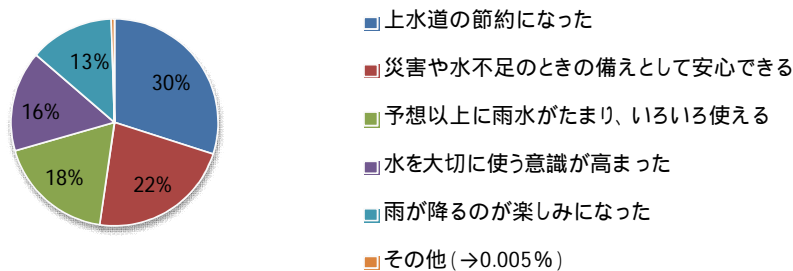 上水道の節約になった
災害や水不足のときの備えとして安心できる
予想以上に雨水がたまり、いろいろ使える
水を大切に使う意識が高まった
雨が降るのが楽しみになった
その他(→0.005%)
30%
22%
18%
16%
13%